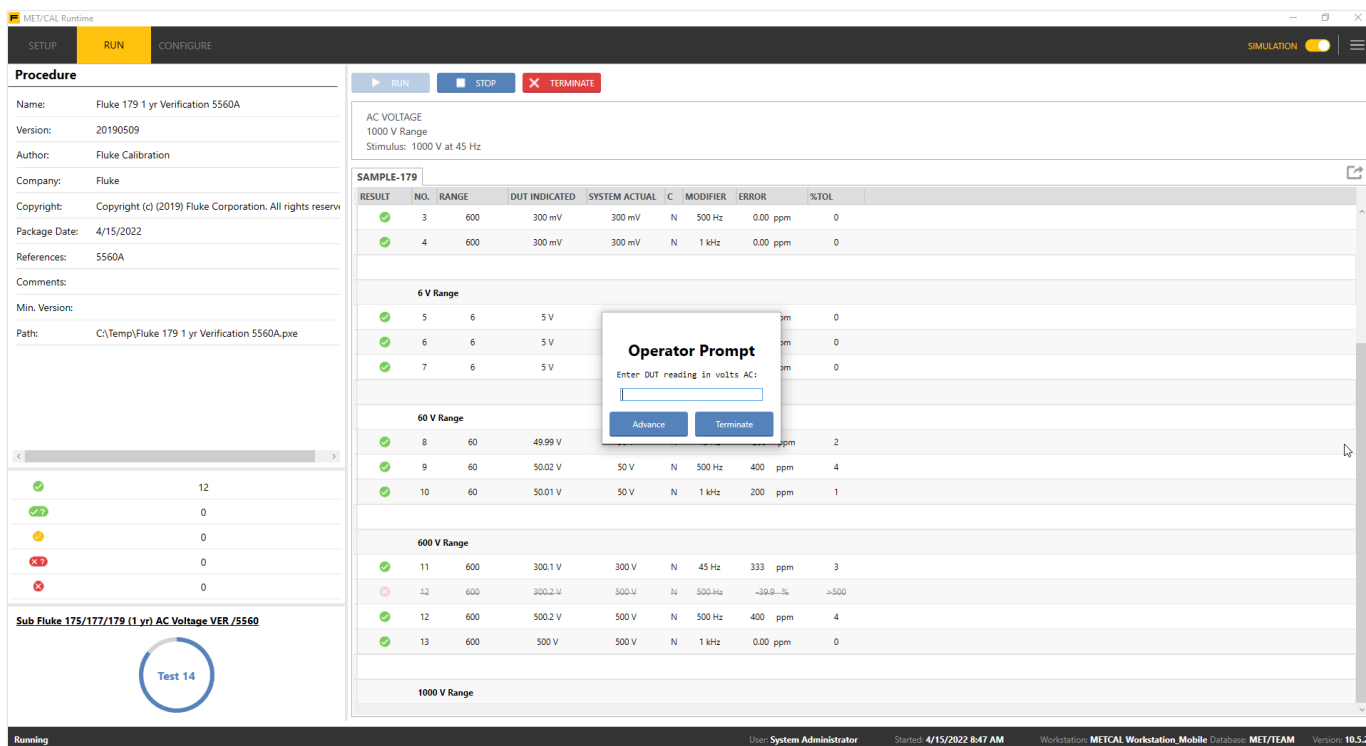 MET/CAL Runtime
SETUP RUN CONFIGURE SIMULATION
Procedure
Name: Fluke 179 1 yr Verification 5560A
Version: 20190509
Author: Fluke Calibration
Company: Fluke
Copyright: Copyright (c) (2019) Fluke Corporation. All rights reserve
Package Date: 4/15/2022
References: 5560A
Comments:
Min. Version:
Path: C:\Temp\Fluke 179 1 yr Verification 5560A.pxe
12
0
0
0
0
Sub Fluke 175/177/179 (1 yr) AC Voltage VER /5560
Test 14
RUN STOP TERMINATE
AC VOLTAGE
1000 V Range
Stimulus: 1000 V at 45 Hz
SAMPLE-179
RESULT NO. RANGE DUT INDICATED SYSTEM ACTUAL C MODIFIER ERROR %TOL
3 600 300 mV 300 mV N 500 Hz 0.00 ppm 0
4 600 300 mV 300 mV N 1 kHz 0.00 ppm 0
6 V Range
5 6 5 V 0
6 6 5 V 0
7 6 5 V 0
60 V Range
8 60 49.99 V ppm 2
9 60 50.02 V 50 V N 500 Hz 400 ppm 4
10 60 50.01 V 50 V N 1 kHz 200 ppm 1
600 V Range
11 600 300.1 V 300 V N 45 Hz 333 ppm 3
12 600 300.2 V 500 V N 500 Hz -39.9 % >500
12 600 500.2 V 500 V N 500 Hz 400 ppm 4
13 600 500 V 500 V N 1 kHz 0.00 ppm 0
1000 V Range
Operator Prompt
Enter DUT reading in volts AC:
Advance Terminate
Running User: System Administrator Started: 4/15/2022 8:47 AM Workstation: METCAL Workstation_Mobile Database: MET/TEAM Version: 10.5.2